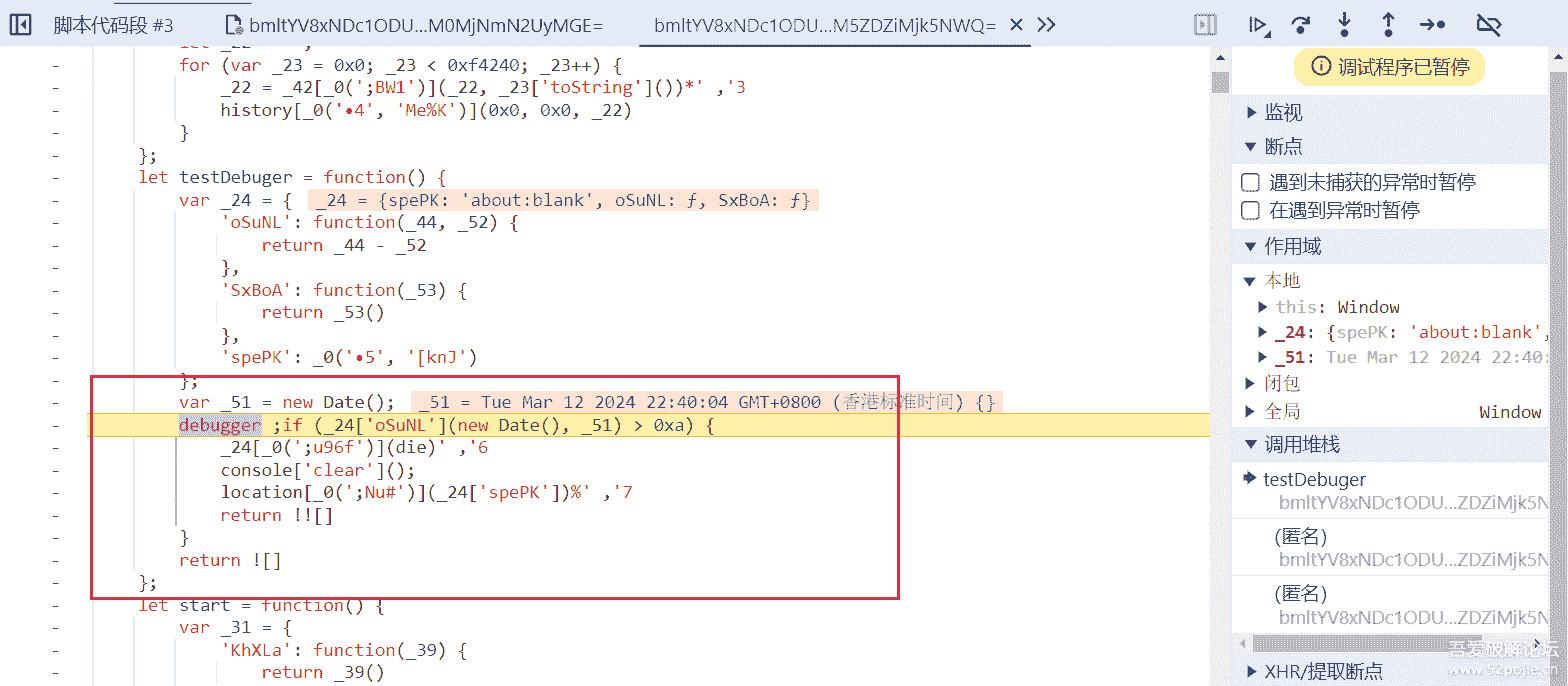 脚本代码段 #3
bmltYV8xNDc1ODU...M0MjNmN2UyMGE=
bmltYV8xNDc1ODU...M5ZDZiMjk5NWQ=
for (var _23 = 0x0; _23 < 0xf4240; _23++) {
_22 = _42[_0(';BW1')](_22, _23['toString']())*' ,'3
history[_0('•4', 'Me%K')](0x0, 0x0, _22)
}
};
let testDebuger = function() {
var _24 = { _24 = {spePK: 'about:blank', oSuNL: ƒ, SxBoA: ƒ}
'oSuNL': function(_44, _52) {
return _44 - _52
},
'SxBoA': function(_53) {
return _53()
},
'spePK': _0('•5', '[knJ')
};
var _51 = new Date(); _51 = Tue Mar 12 2024 22:40:04 GMT+0800 (香港标准时间) {}
debugger ;if (_24['oSuNL'](new Date(), _51) > 0xa) {
_24[_0(';u96f')](die)' ,'6
console['clear']();
location[_0(';Nu#')](_24['spePK'])%' ,'7
return !![]
}
return ![]
};
let start = function() {
var _31 = {
'KhXLa': function(_39) {
return _39()
调试程序已暂停
监视
断点
遇到未捕获的异常时暂停
在遇到异常时暂停
作用域
本地
this: Window
_24: {spePK: 'about:blank',
_51: Tue Mar 12 2024 22:40:
闭包
全局 Window
调用堆栈
testDebuger
bmltYV8xNDc1ODU...ZDZiMjk5N
(匿名)
bmltYV8xNDc1ODU...ZDZiMjk5N
(匿名)
bmltYV8xNDc1ODU...ZDZiMjk5N
XHR/提取断点
吾爱破解论坛
www.52pojie.cn